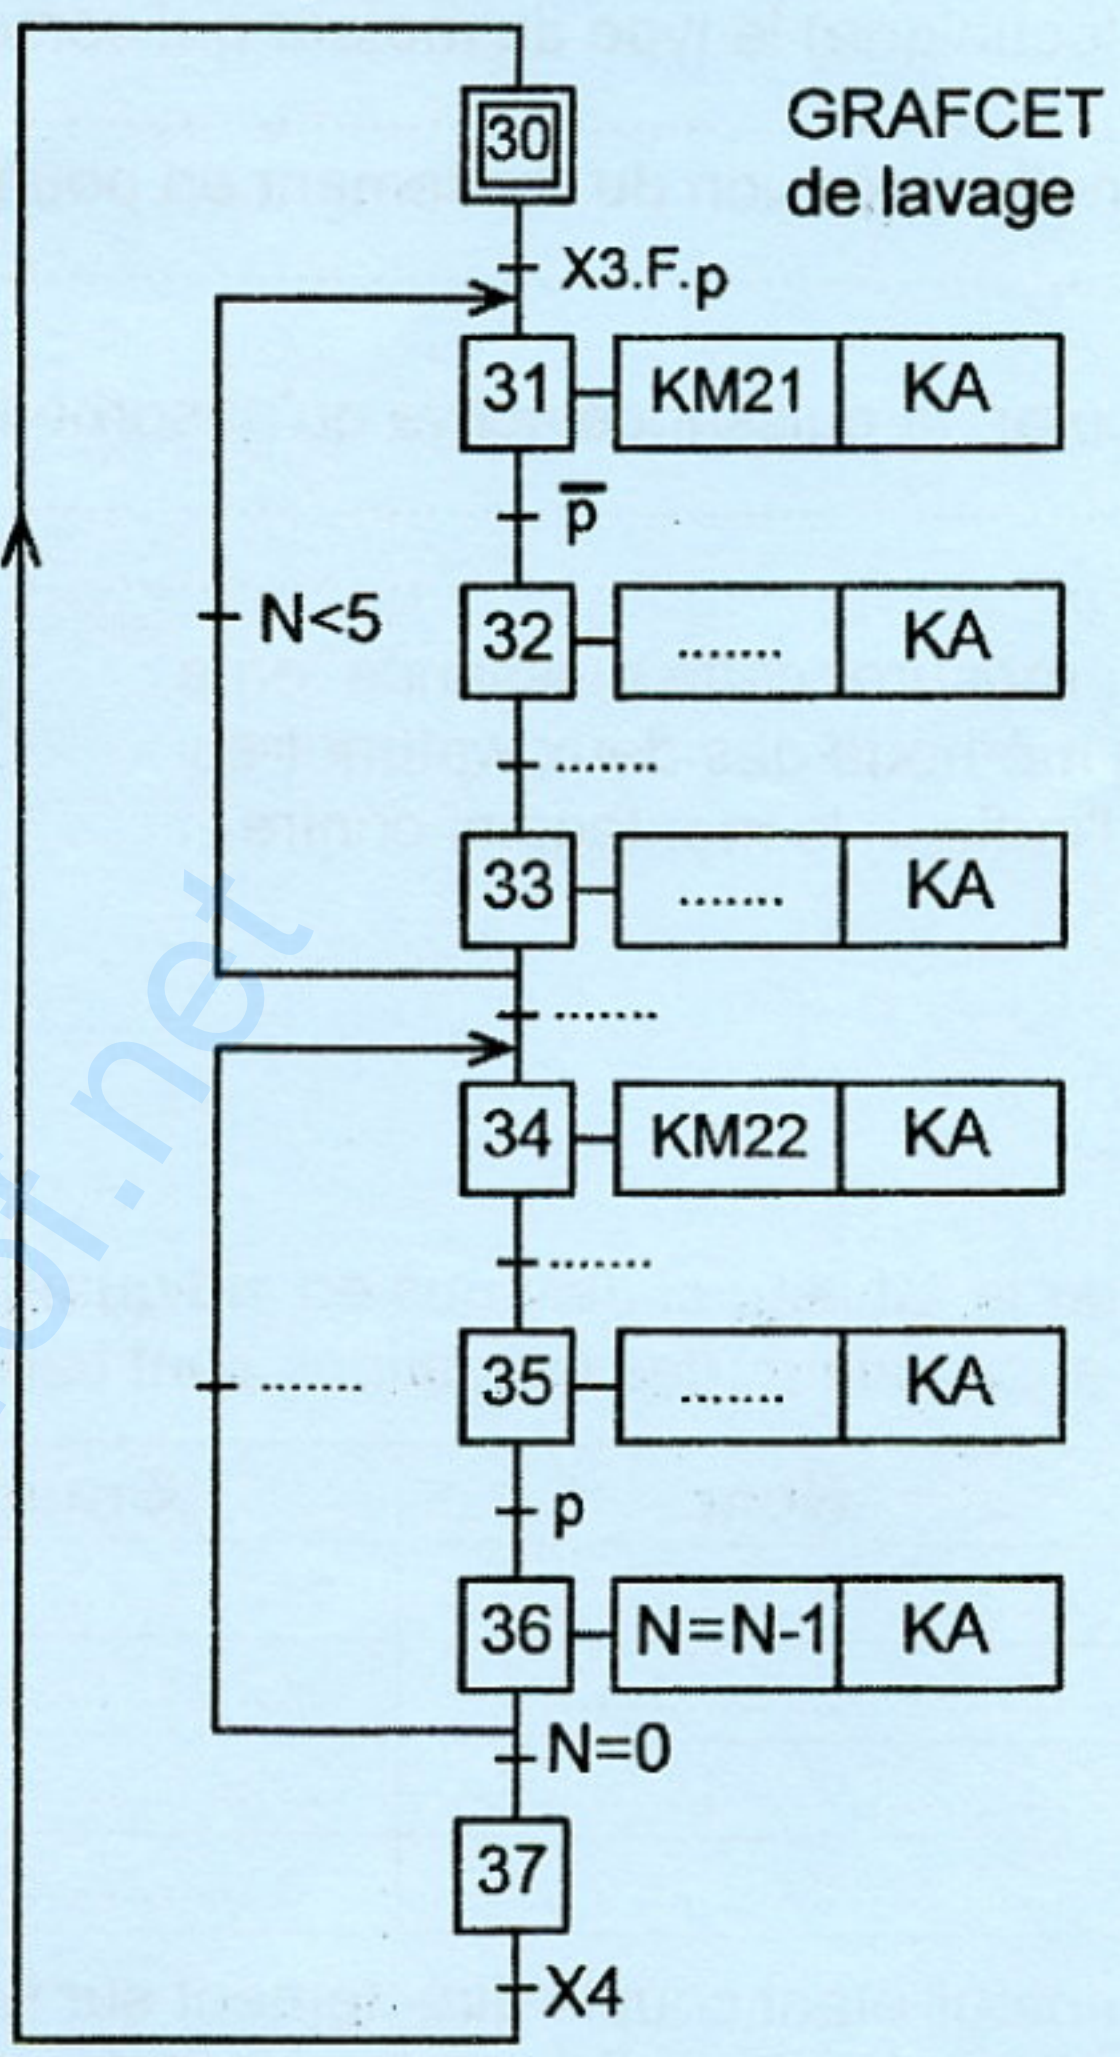 30
GRAFCET
de lavage
X3.F.p
31 KM21 KA
p̅
32 ....... KA
N<5
.......
33 ....... KA
.......
34 KM22 KA
.......
35 ....... KA
.......
p
36 N=N-1 KA
N=0
37
X4